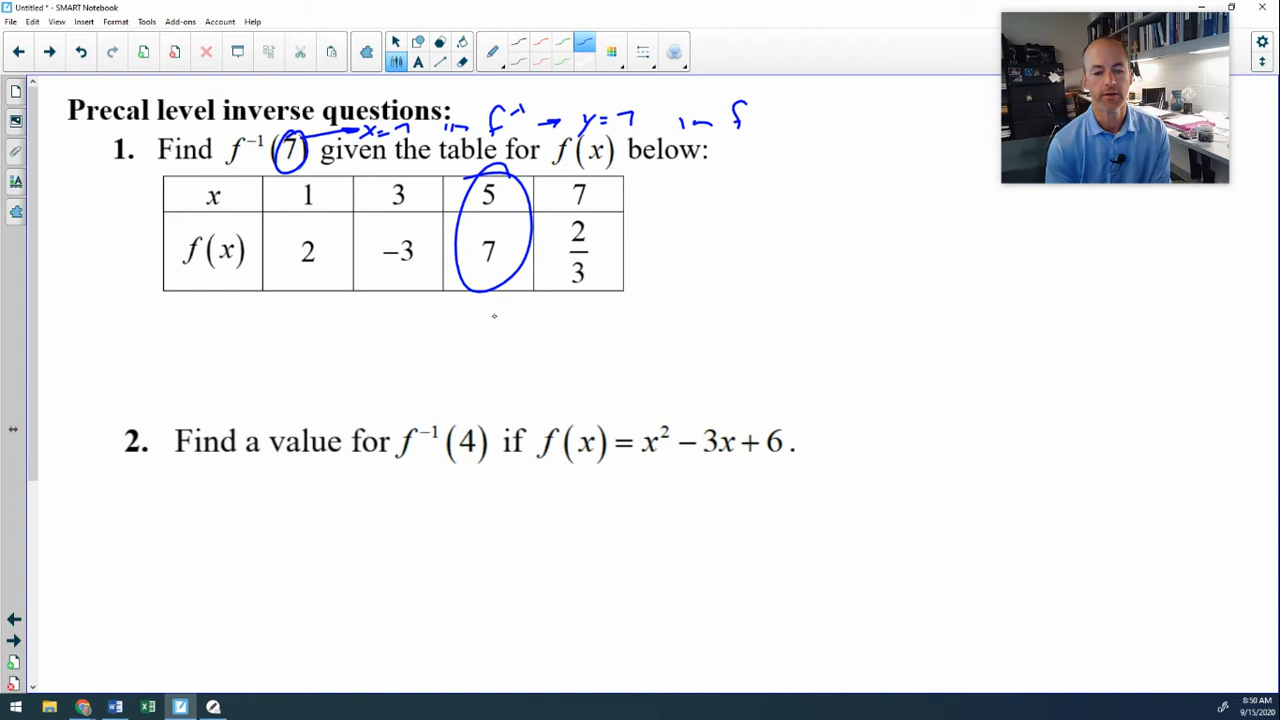 Untitled * - SMART Notebook
File Edit View Insert Format Tools Add-ons Account Help
Precal level inverse questions:
x=7 in f⁻¹ → y=7 in f
1. Find f⁻¹(7) given the table for f(x) below:
x 1 3 5 7
f(x) 2 −3 7 2/3
2. Find a value for f⁻¹(4) if f(x) = x² − 3x + 6.
8:50 AM
9/15/2020